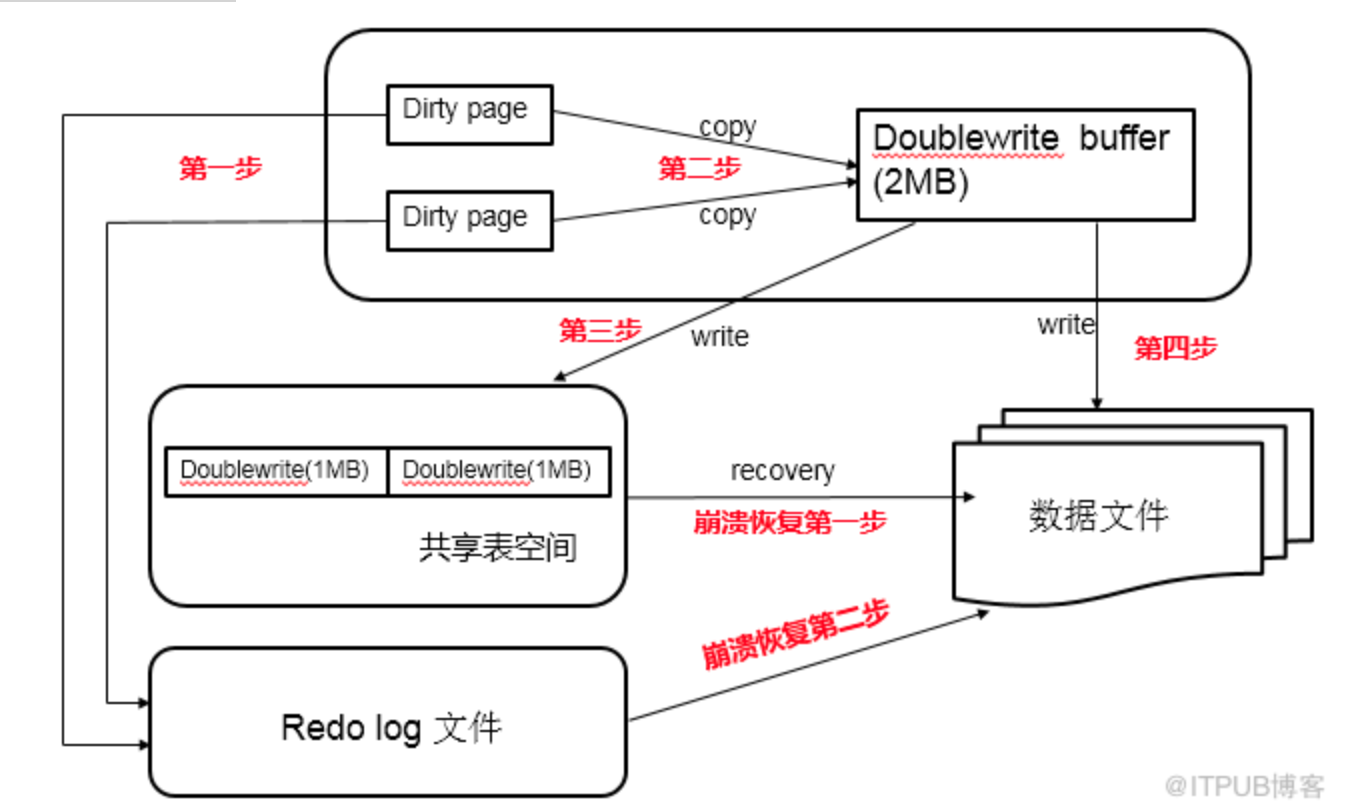 Dirty page
copy
Doublewrite buffer
(2MB)
第一步
第二步
Dirty page
copy
第三步
write
write
第四步
Doublewrite(1MB)
Doublewrite(1MB)
recovery
崩溃恢复第一步
数据文件
共享表空间
崩溃恢复第二步
Redo log 文件
@ITPUB博客